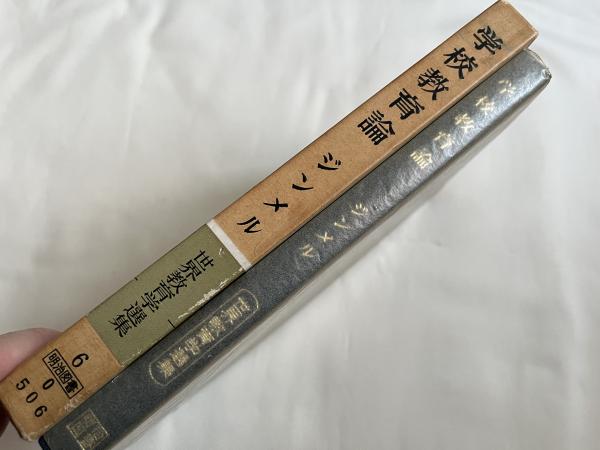 学校教育論
ジンメル
世界教育学選集
明治図書
6
0
506
学校教育論
ジンメル
世界教育学選集